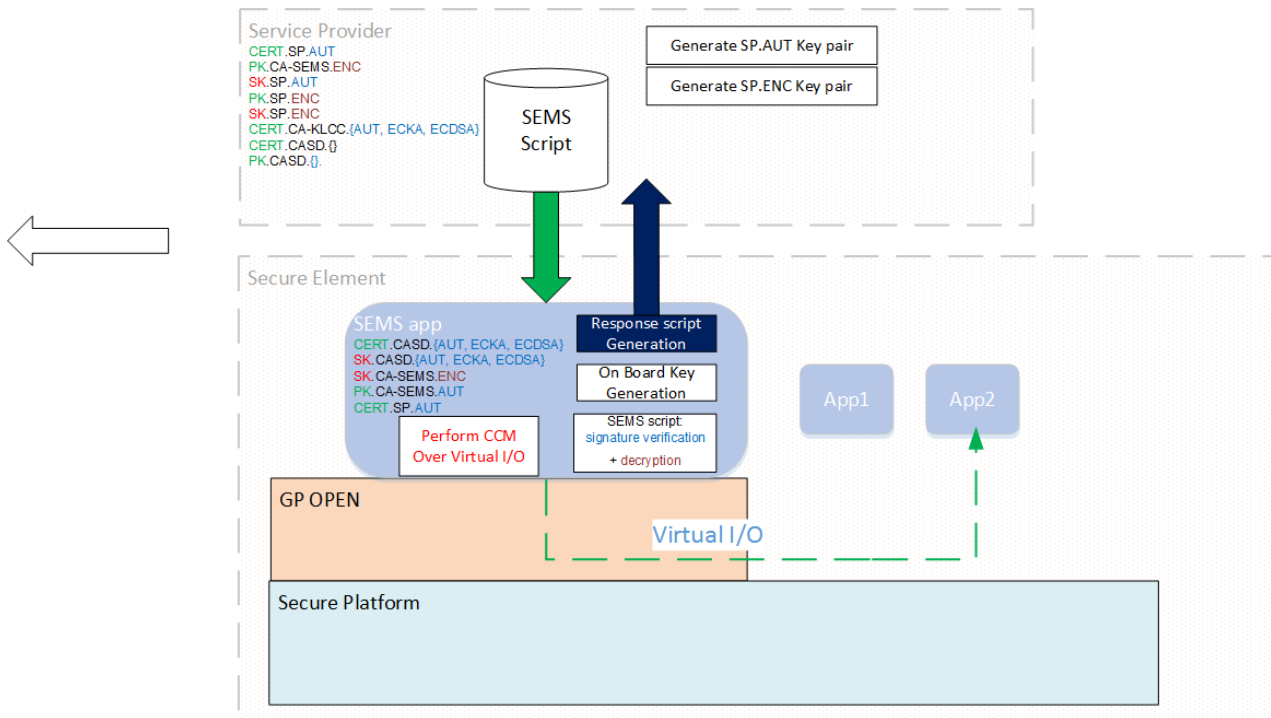 Service Provider
CERT.SP.AUT
PK.CA-SEMS.ENC
SK.SP.AUT
PK.SP.ENC
SK.SP.ENC
CERT.CA-KLCC.{AUT, ECKA, ECDSA}
CERT.CASD.{}
PK.CASD.{}.
SEMS
Script
Generate SP.AUT Key pair
Generate SP.ENC Key pair
Secure Element
SEMS app
CERT.CASD.{AUT, ECKA, ECDSA}
SK.CASD.{AUT, ECKA, ECDSA}
SK.CA-SEMS.ENC
PK.CA-SEMS.AUT
CERT.SP.AUT
Perform CCM
Over Virtual I/O
Response script
Generation
On Board Key
Generation
SEMS script:
signature verification
+ decryption
App1
App2
GP OPEN
Virtual I/O
Secure Platform